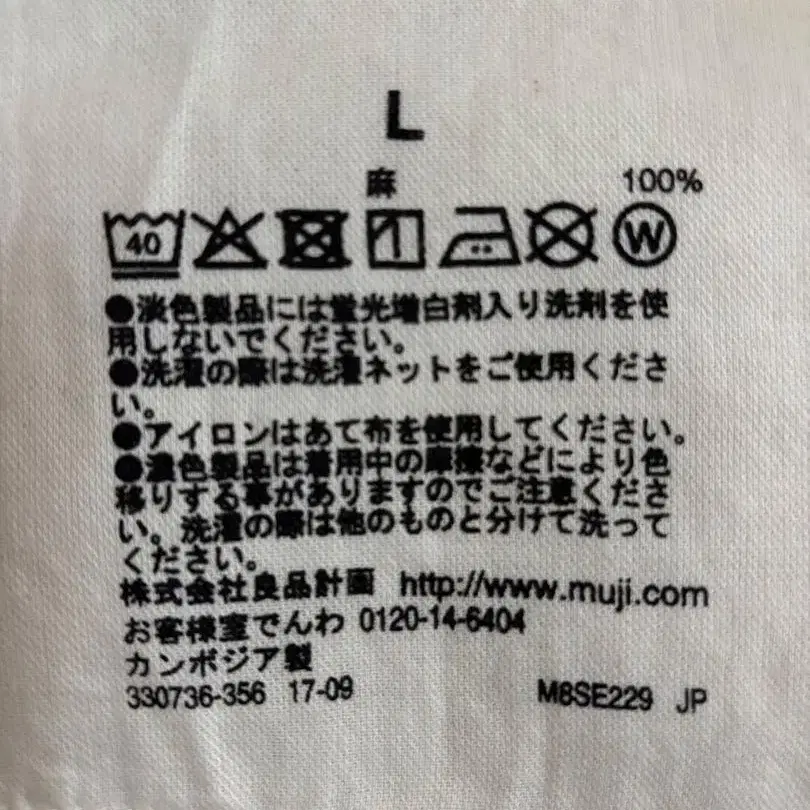 L
麻 100%
40 W
●淡色製品には蛍光増白剤入り洗剤を使
用しないでください。
●洗濯の際は洗濯ネットをご使用くださ
い。
●アイロンはあて布を使用してください。
●濃色製品は着用中の摩擦などにより色
移りする事がありますのでご注意くださ
い。洗濯の際は他のものと分けて洗って
ください。
株式会社良品計画 http://www.muji.com
お客様室でんわ 0120-14-6404
カンボジア製
330736-356 17-09 M8SE229 JP